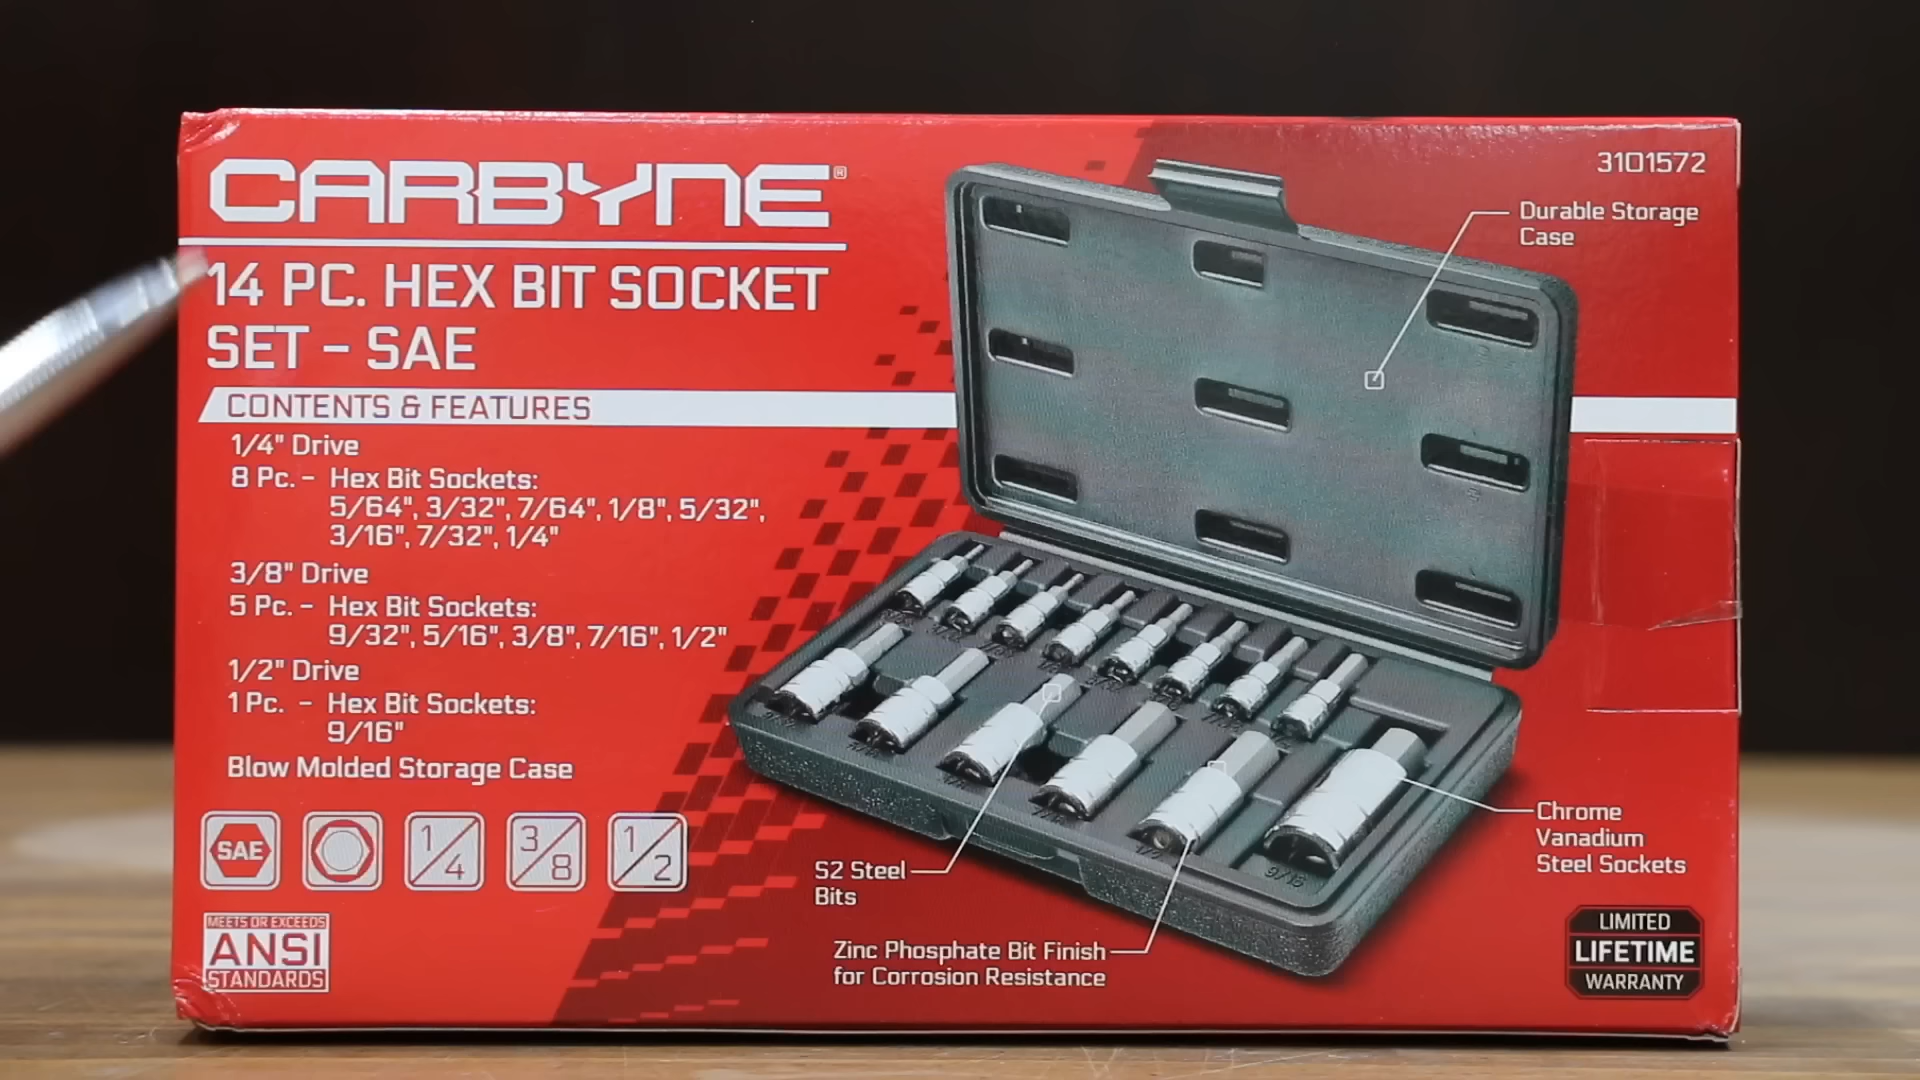 CARBYNE®
3101572
14 PC. HEX BIT SOCKET
SET – SAE
CONTENTS & FEATURES
1/4" Drive
8 Pc. – Hex Bit Sockets:
5/64", 3/32", 7/64", 1/8", 5/32",
3/16", 7/32", 1/4"
3/8" Drive
5 Pc. – Hex Bit Sockets:
9/32", 5/16", 3/8", 7/16", 1/2"
1/2" Drive
1 Pc. – Hex Bit Sockets:
9/16"
Blow Molded Storage Case
SAE
1/4
3/8
1/2
MEETS OR EXCEEDS
ANSI
STANDARDS
Durable Storage
Case
S2 Steel
Bits
Zinc Phosphate Bit Finish
for Corrosion Resistance
Chrome
Vanadium
Steel Sockets
9/16
LIMITED
LIFETIME
WARRANTY